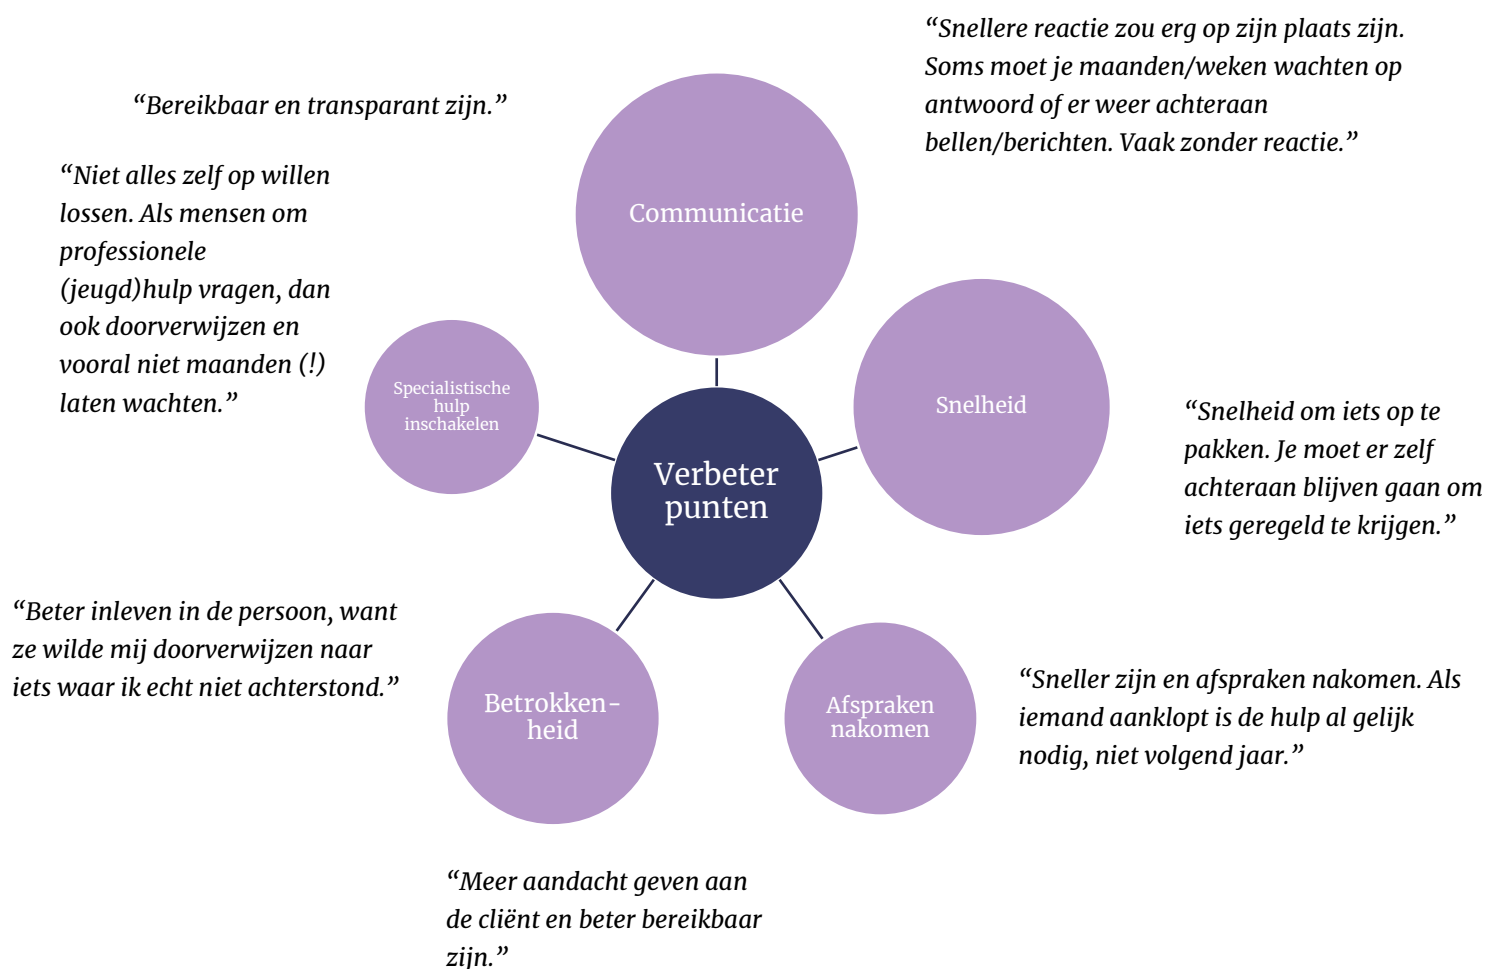 “Snellere reactie zou erg op zijn plaats zijn.
Soms moet je maanden/weken wachten op
antwoord of er weer achteraan
bellen/berichten. Vaak zonder reactie.”
“Bereikbaar en transparant zijn.”
“Niet alles zelf op willen
lossen. Als mensen om
professionele
(jeugd)hulp vragen, dan
ook doorverwijzen en
vooral niet maanden (!)
laten wachten.”
Communicatie
Specialistische
hulp
inschakelen
Snelheid
“Snelheid om iets op te
pakken. Je moet er zelf
achteraan blijven gaan om
iets geregeld te krijgen.”
Verbeter
punten
“Beter inleven in de persoon, want
ze wilde mij doorverwijzen naar
iets waar ik echt niet achterstond.”
Betrokken-
heid
Afspraken
nakomen
“Sneller zijn en afspraken nakomen. Als
iemand aanklopt is de hulp al gelijk
nodig, niet volgend jaar.”
“Meer aandacht geven aan
de cliënt en beter bereikbaar
zijn.”